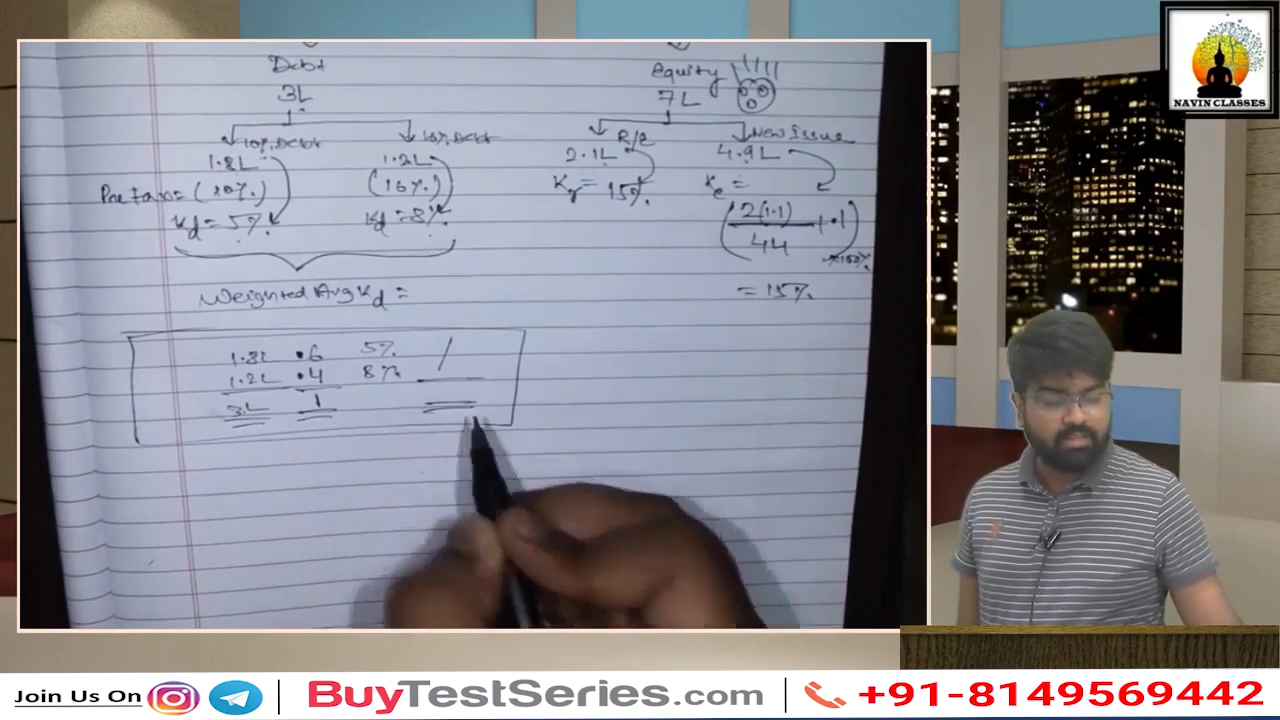 Debt
3L
10% Debt
16% Debt
1.8L
1.2L
Pre Tax = (10%)
(16%)
Kd = 5%
Kd = 8%
Weighted Avg Kd =
1.8L .6 5%
1.2L .4 8%
3L 1
Equity
7L
R/E
New Issue
2.1L
4.9L
Kr = 15%
Ke =
2(1.1)
44
+.1
×100%
= 15%
NAVIN CLASSES
Join Us On BuyTestSeries.com +91-8149569442